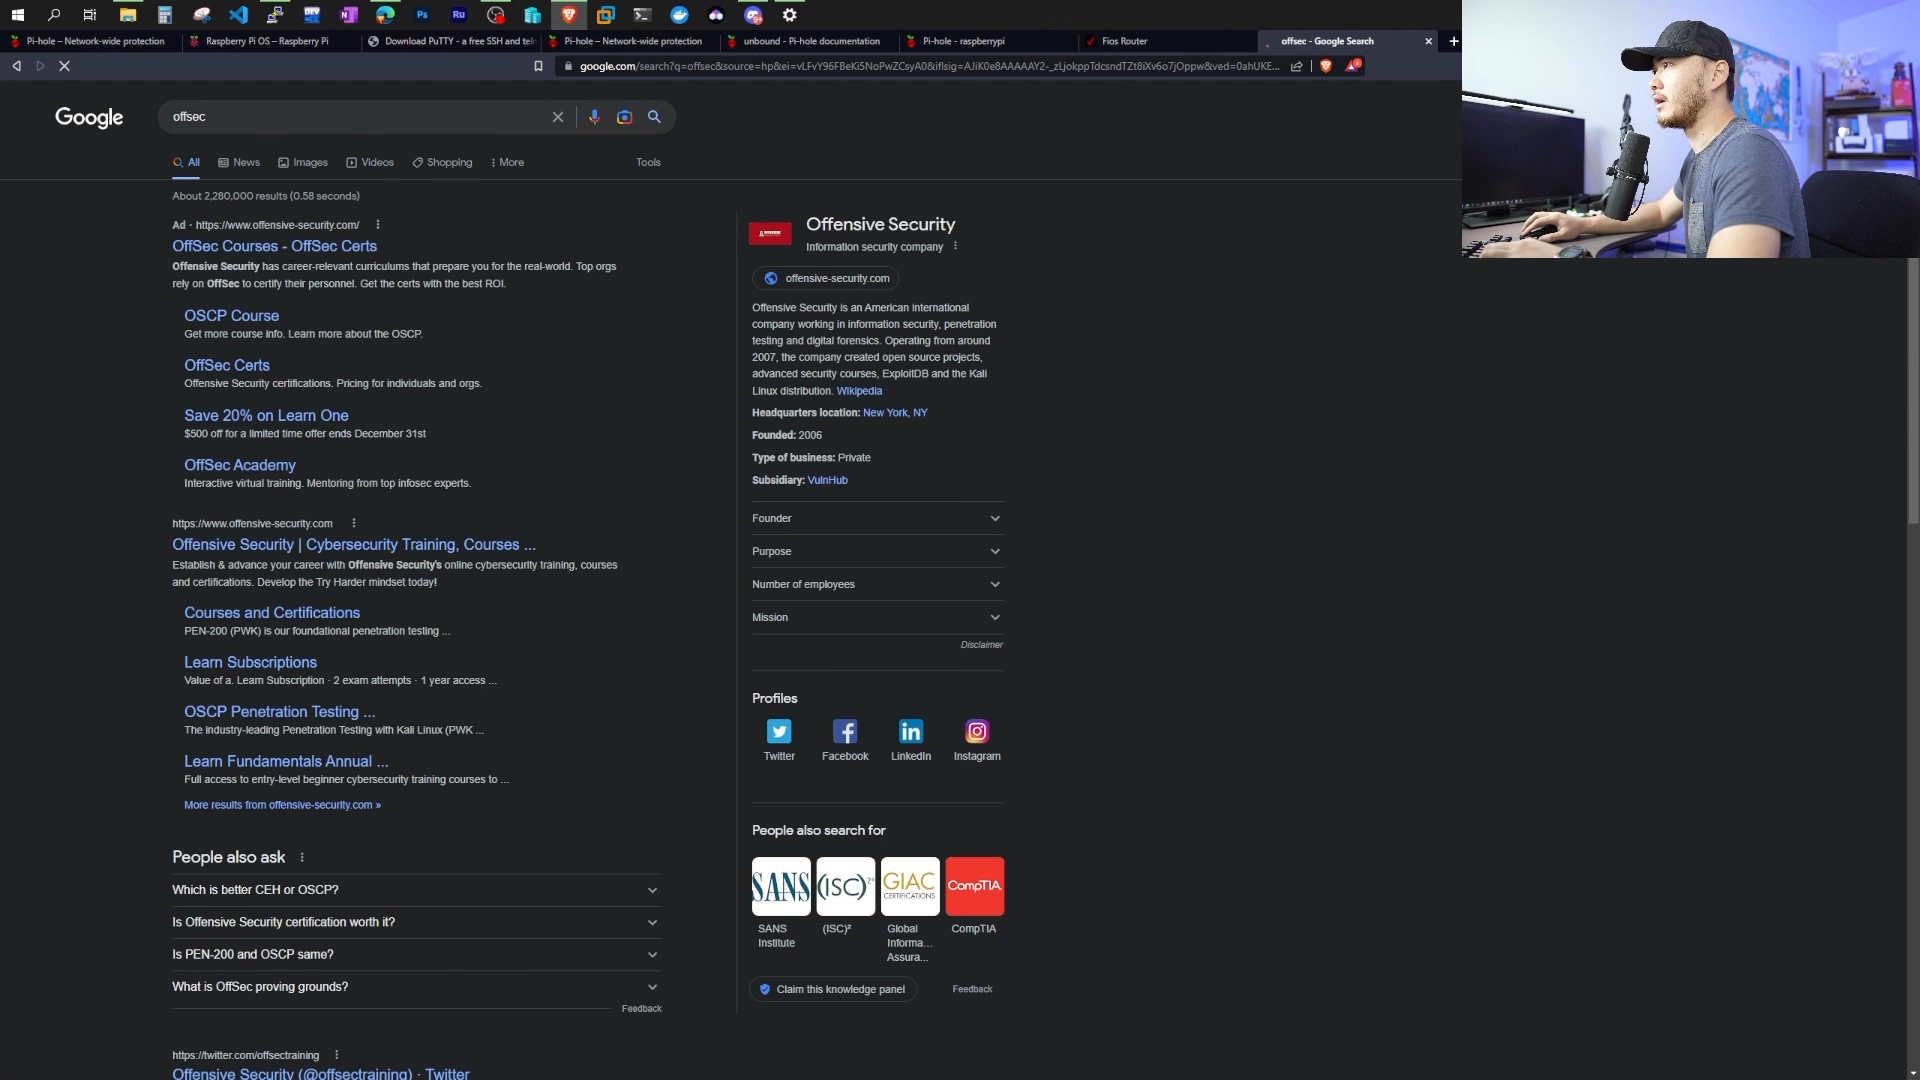 Pi-hole – Network-wide protection
Raspberry Pi OS – Raspberry Pi
Download PuTTY - a free SSH and teln
Pi-hole – Network-wide protection
unbound - Pi-hole documentation
Pi-hole - raspberrypi
Fios Router
offsec - Google Search
google.com/search?q=offsec&source=hp&ei=vLFvY96FBeKi5NoPwZCsyA08&iflsig=AJiK0e8AAAAAY2-_zLjokppTdcsndTZt8iXv6o7jOppw&ved=0ahUKE...
Google
offsec
All
News
Images
Videos
Shopping
More
Tools
About 2,280,000 results (0.58 seconds)
Ad · https://www.offensive-security.com/
OffSec Courses - OffSec Certs
Offensive Security has career-relevant curriculums that prepare you for the real-world. Top orgs
rely on OffSec to certify their personnel. Get the certs with the best ROI.
OSCP Course
Get more course info. Learn more about the OSCP.
OffSec Certs
Offensive Security certifications. Pricing for individuals and orgs.
Save 20% on Learn One
$500 off for a limited time offer ends December 31st
OffSec Academy
Interactive virtual training. Mentoring from top infosec experts.
https://www.offensive-security.com
Offensive Security | Cybersecurity Training, Courses ...
Establish & advance your career with Offensive Security's online cybersecurity training, courses
and certifications. Develop the Try Harder mindset today!
Courses and Certifications
PEN-200 (PWK) is our foundational penetration testing ...
Learn Subscriptions
Value of a. Learn Subscription · 2 exam attempts · 1 year access ...
OSCP Penetration Testing ...
The industry-leading Penetration Testing with Kali Linux (PWK ...
Learn Fundamentals Annual ...
Full access to entry-level beginner cybersecurity training courses to ...
More results from offensive-security.com »
People also ask
Which is better CEH or OSCP?
Is Offensive Security certification worth it?
Is PEN-200 and OSCP same?
What is OffSec proving grounds?
Feedback
https://twitter.com/offsectraining
Offensive Security (@offsectraining) · Twitter
Offensive Security
Information security company
offensive-security.com
Offensive Security is an American international
company working in information security, penetration
testing and digital forensics. Operating from around
2007, the company created open source projects,
advanced security courses, ExploitDB and the Kali
Linux distribution. Wikipedia
Headquarters location: New York, NY
Founded: 2006
Type of business: Private
Subsidiary: VulnHub
Founder
Purpose
Number of employees
Mission
Disclaimer
Profiles
Twitter
Facebook
LinkedIn
Instagram
People also search for
SANS
(ISC)²
GIAC
CERTIFICATIONS
CompTIA
SANS
Institute
(ISC)²
Global
Informa...
Assura...
CompTIA
Claim this knowledge panel
Feedback